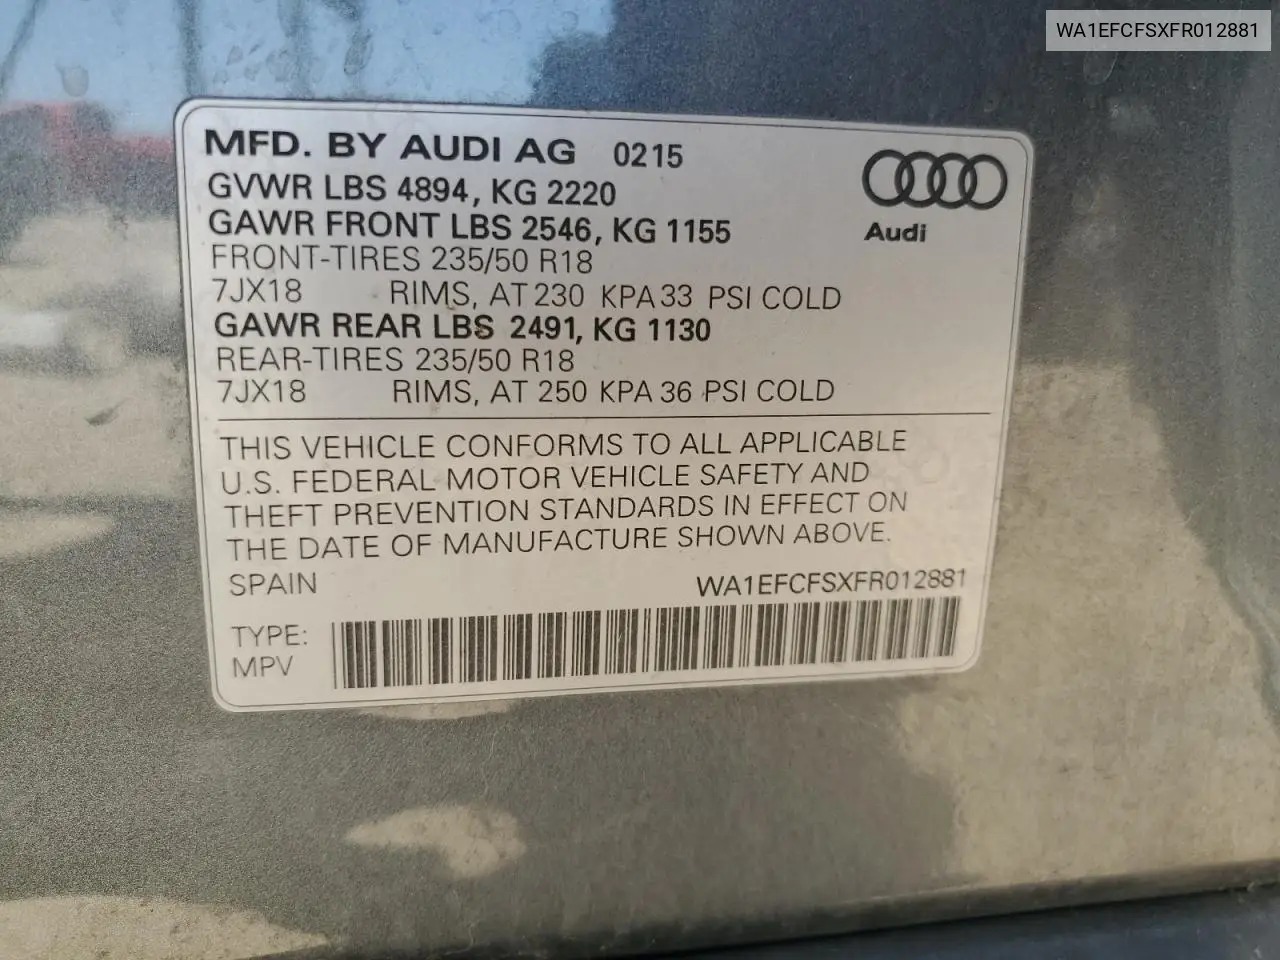 WA1EFCFSXFR012881
MFD. BY AUDI AG 0215
GVWR LBS 4894, KG 2220
GAWR FRONT LBS 2546, KG 1155
Audi
FRONT-TIRES 235/50 R18
7JX18 RIMS, AT 230 KPA 33 PSI COLD
GAWR REAR LBS 2491, KG 1130
REAR-TIRES 235/50 R18
7JX18 RIMS, AT 250 KPA 36 PSI COLD
THIS VEHICLE CONFORMS TO ALL APPLICABLE
U.S. FEDERAL MOTOR VEHICLE SAFETY AND
THEFT PREVENTION STANDARDS IN EFFECT ON
THE DATE OF MANUFACTURE SHOWN ABOVE.
SPAIN WA1EFCFSXFR012881
TYPE:
MPV